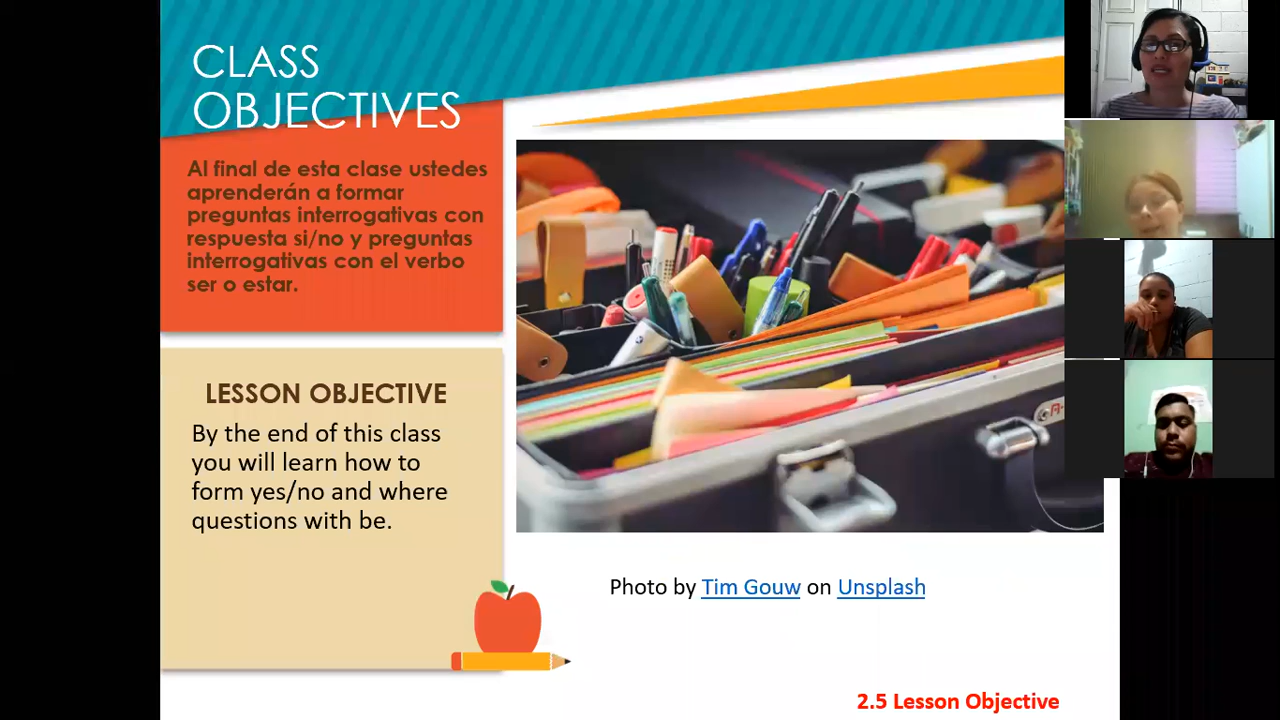 CLASS
OBJECTIVES
Al final de esta clase ustedes
aprenderán a formar
preguntas interrogativas con
respuesta si/no y preguntas
interrogativas con el verbo
ser o estar.
LESSON OBJECTIVE
By the end of this class
you will learn how to
form yes/no and where
questions with be.
Photo by Tim Gouw on Unsplash
2.5 Lesson Objective